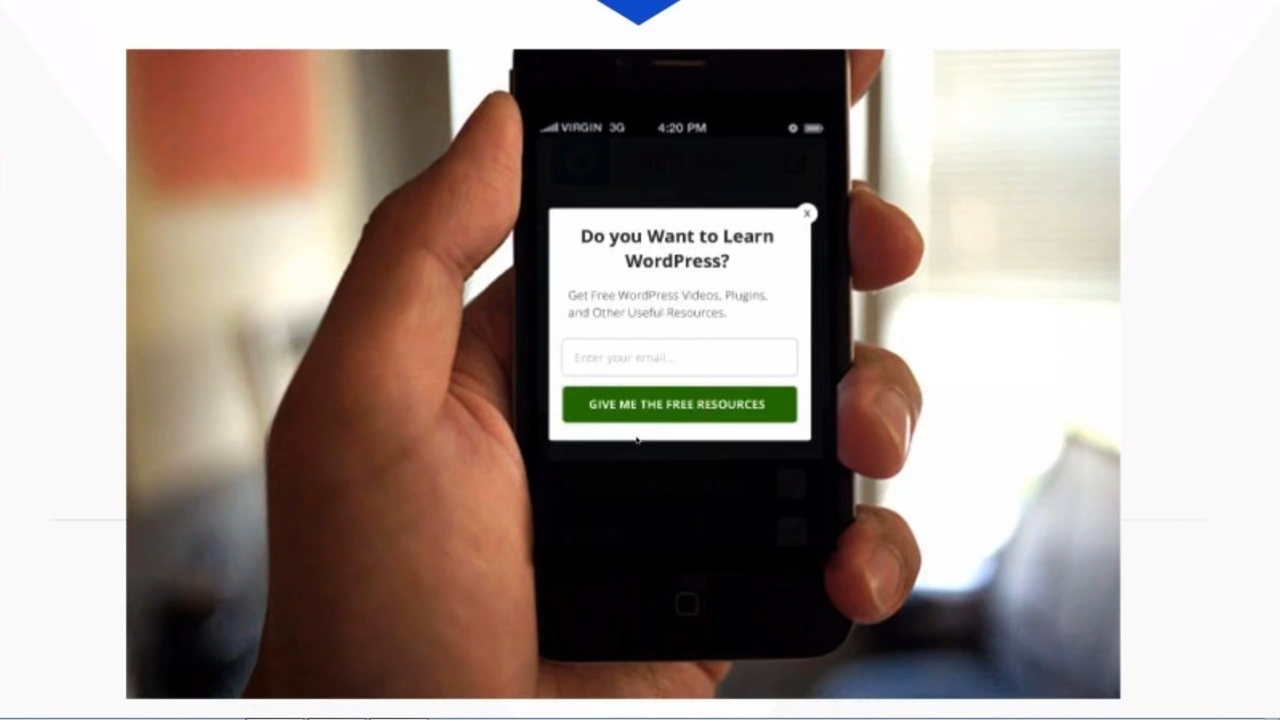 VIRGIN 3G 4:20 PM
X
Do you Want to Learn
WordPress?
Get Free WordPress Videos, Plugins,
and Other Useful Resources.
Enter your email...
GIVE ME THE FREE RESOURCES